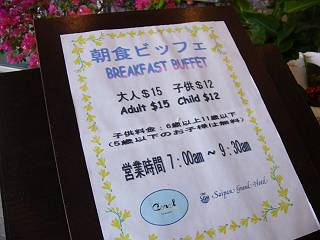 朝食ビッフェ
BREAKFAST BUFFET
大人＄15 子供＄12
Adult $15 Child $12
子供料金：6歳以上11歳以下
(5歳以下のお子様は無料)
営業時間 7:00am ～ 9:30am
Saipan Grand Hotel